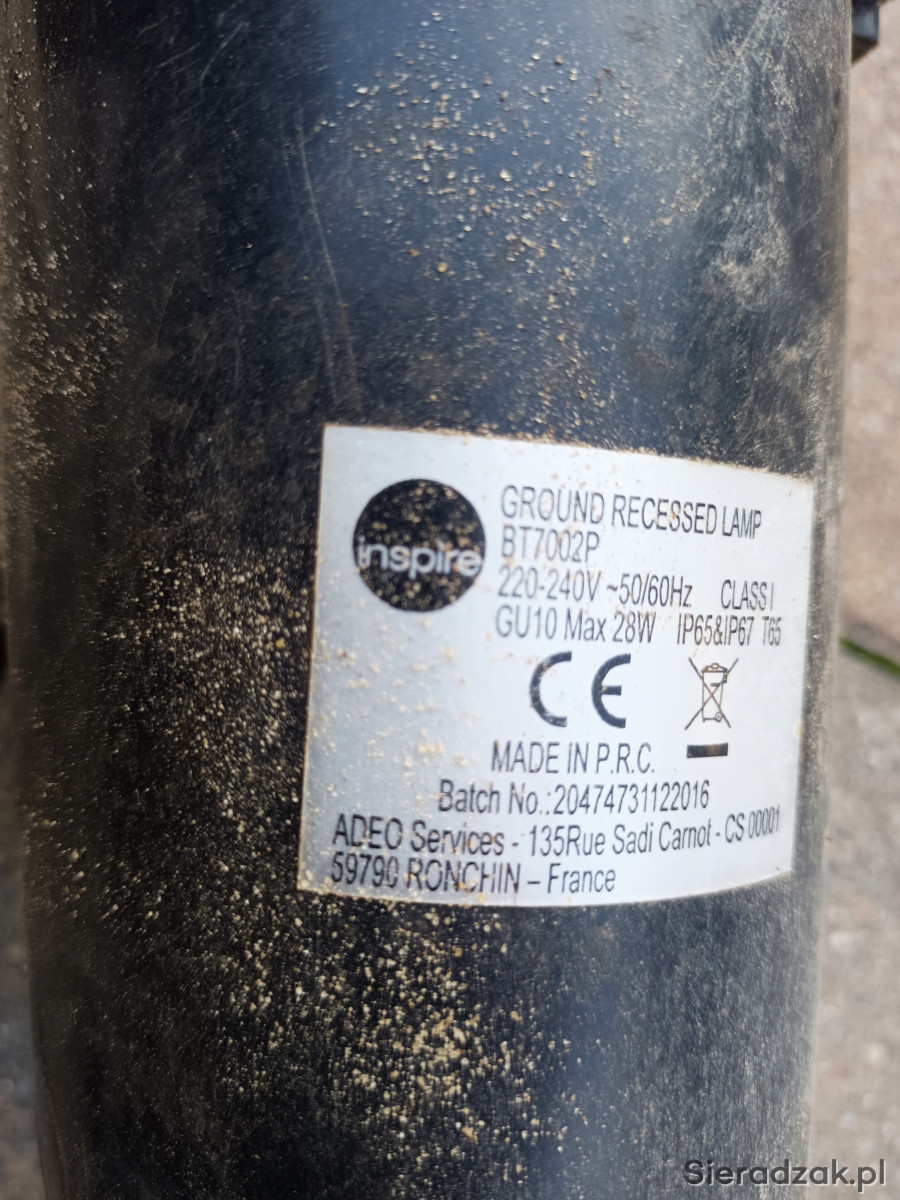 inspire
GROUND RECESSED LAMP
BT7002P
220-240V ~50/60Hz CLASS I
GU10 Max 28W IP65&IP67 T65
CE
MADE IN P.R.C.
Batch No.:20474731122016
ADEO Services - 135Rue Sadi Carnot - CS 00001
59790 RONCHIN – France
Sieradzak.pl